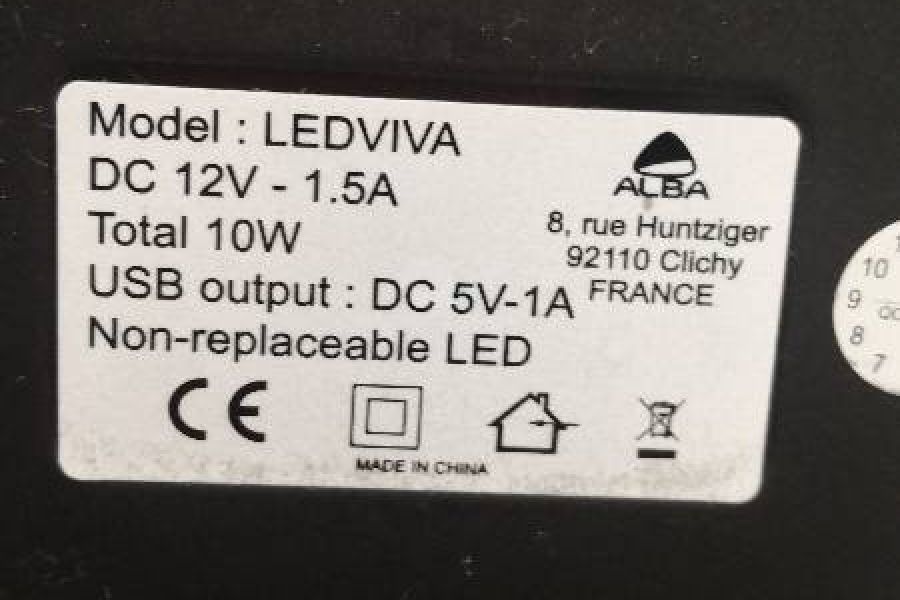 Model : LEDVIVA
DC 12V - 1.5A
Total 10W
USB output : DC 5V-1A
Non-replaceable LED
ALBA
8, rue Huntziger
92110 Clichy
FRANCE
CE
MADE IN CHINA
10
9
8
7